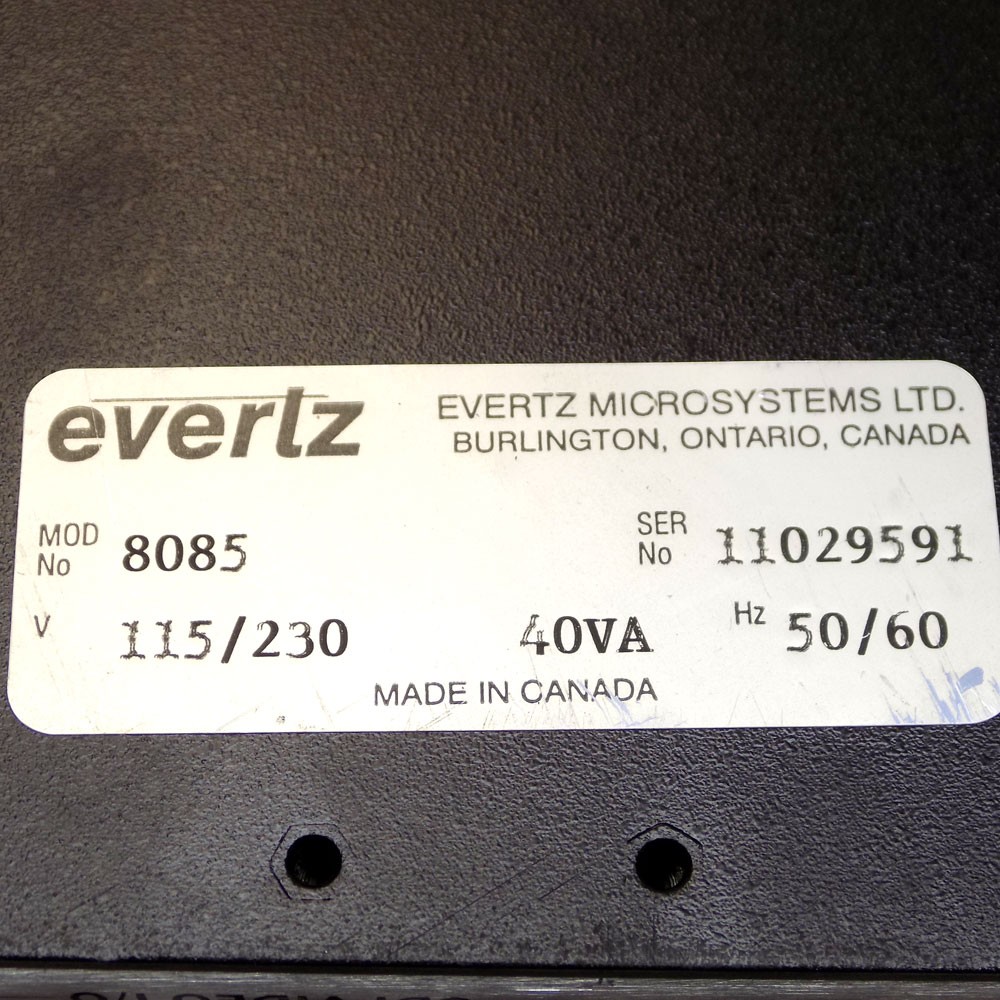 evertz
EVERTZ MICROSYSTEMS LTD.
BURLINGTON, ONTARIO, CANADA
MOD No 8085
SER No 11029591
V 115/230 40VA Hz 50/60
MADE IN CANADA